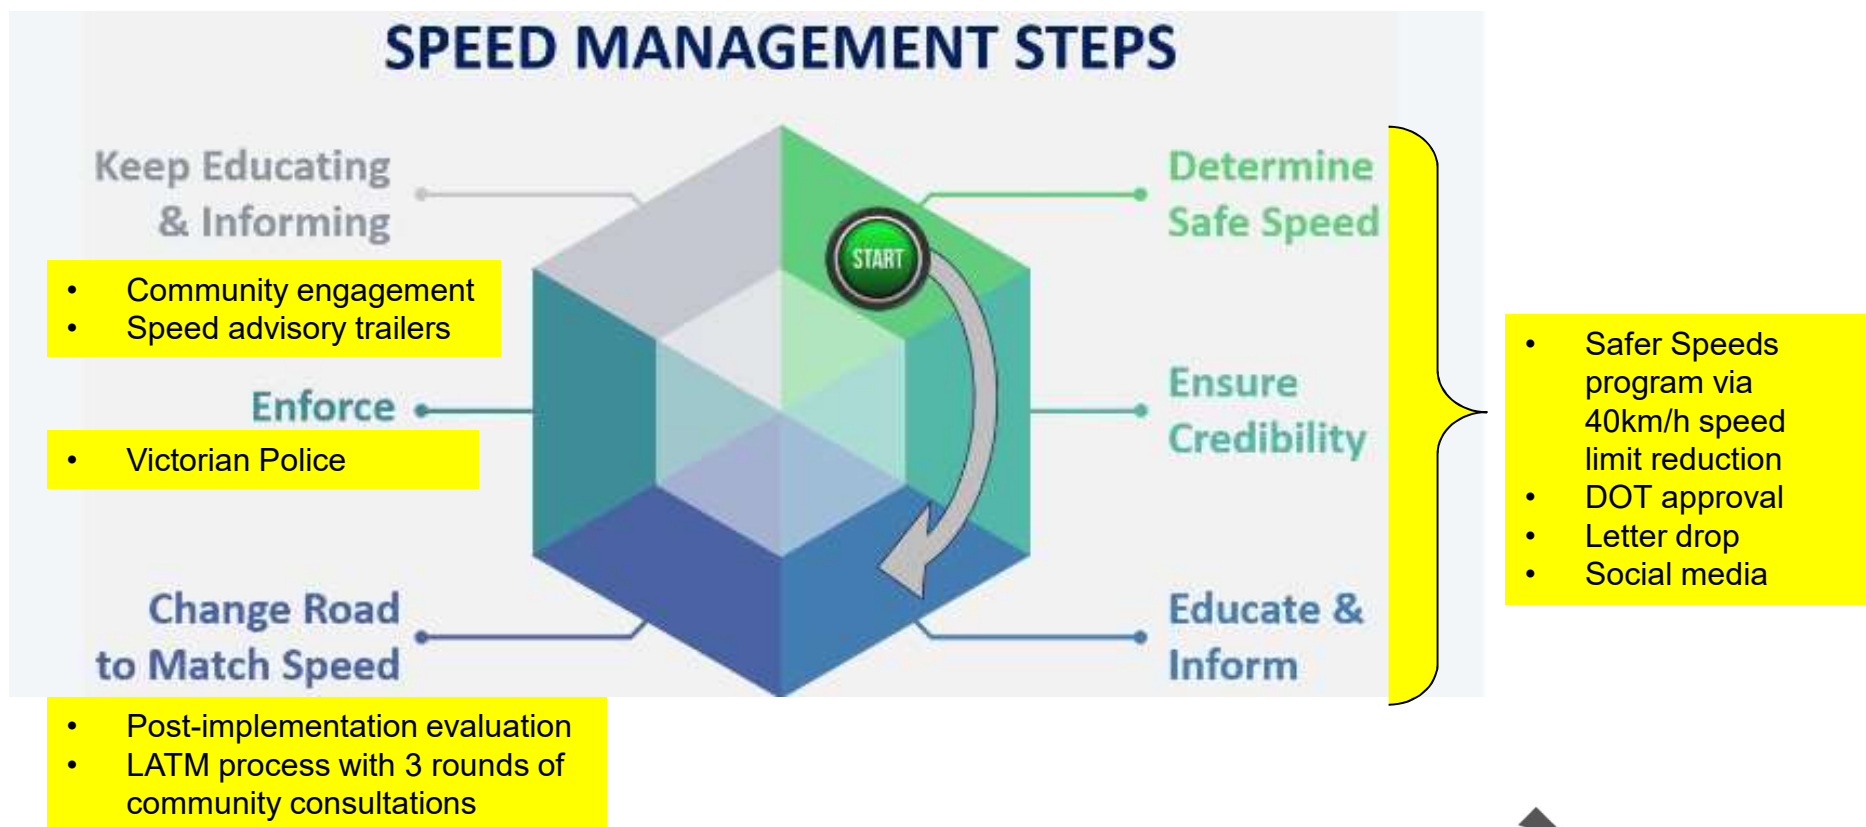 SPEED MANAGEMENT STEPS
Keep Educating
& Informing
• Community engagement
• Speed advisory trailers
Enforce
• Victorian Police
Change Road
to Match Speed
• Post-implementation evaluation
• LATM process with 3 rounds of
community consultations
START
Determine
Safe Speed
Ensure
Credibility
Educate &
Inform
• Safer Speeds
program via
40km/h speed
limit reduction
• DOT approval
• Letter drop
• Social media